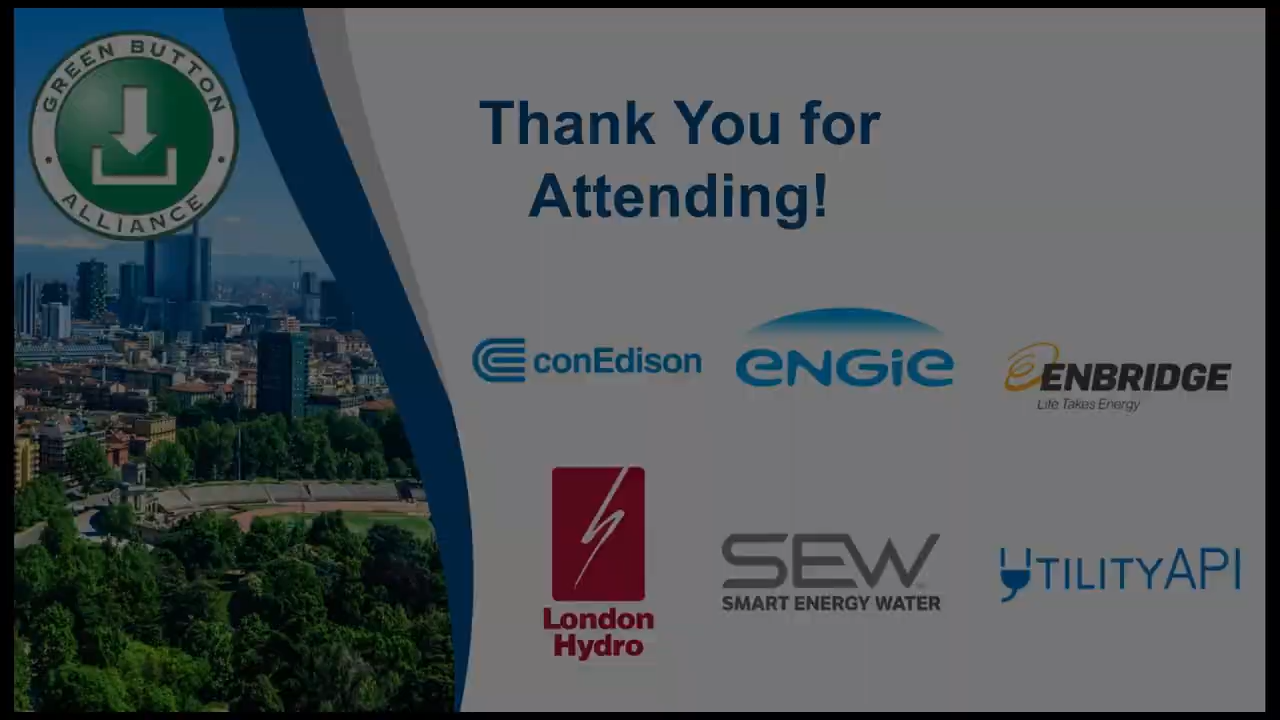 GREEN BUTTON
ALLIANCE
Thank You for
Attending!
conEdison
ENGIE
ENBRIDGE
Life Takes Energy
London
Hydro
SEW
SMART ENERGY WATER
UTILITYAPI